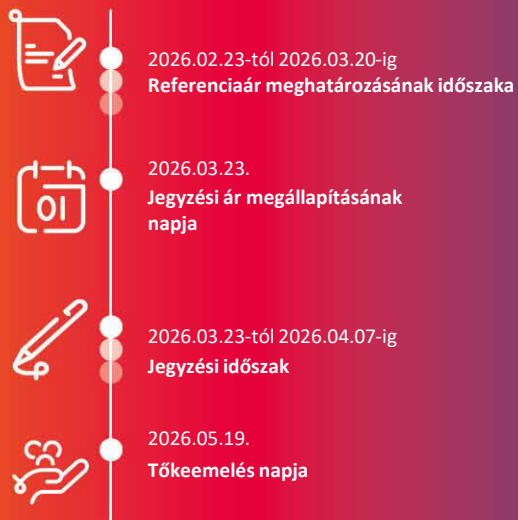 2026.02.23-tól 2026.03.20-ig
Referenciaár meghatározásának időszaka
01
2026.03.23.
Jegyzési ár megállapításának
napja
2026.03.23-tól 2026.04.07-ig
Jegyzési időszak
2026.05.19.
Tőkeemelés napja